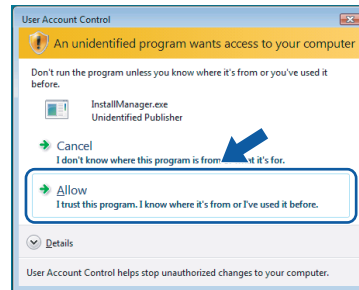 User Account Control
An unidentified program wants access to your computer
Don't run the program unless you know where it's from or you've used it
before.
InstallManager.exe
Unidentified Publisher
Cancel
I don't know where this program is from it's for.
Allow
I trust this program. I know where it's from or I've used it before.
Details
User Account Control helps stop unauthorized changes to your computer.